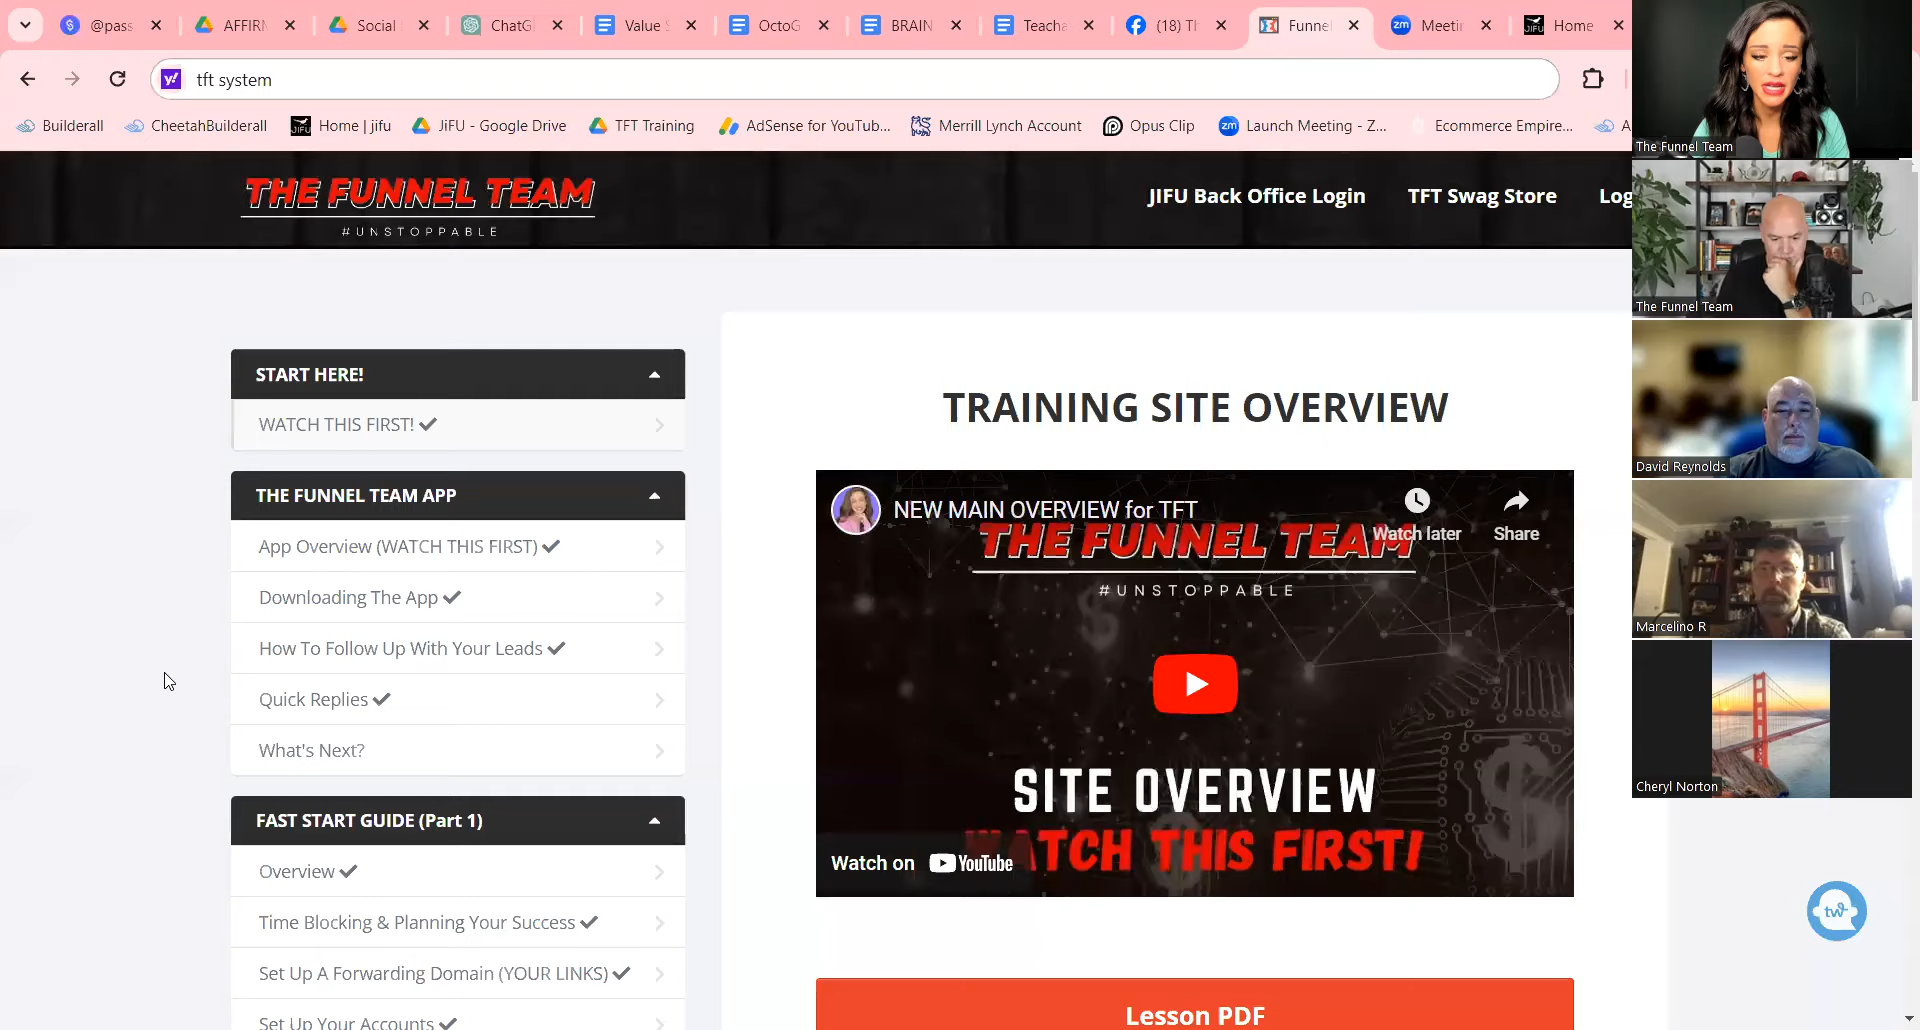 @pass
AFFIRM
Social
ChatG
Value S
OctoG
BRAIN
Teacha
(18) Th
Funnel
Meetin
Home
tft system
Builderall
CheetahBuilderall
Home | jifu
JiFU - Google Drive
TFT Training
AdSense for YouTub...
Merrill Lynch Account
Opus Clip
Launch Meeting - Z...
Ecommerce Empire...
THE FUNNEL TEAM
#UNSTOPPABLE
JIFU Back Office Login
TFT Swag Store
Log
START HERE!
WATCH THIS FIRST!
THE FUNNEL TEAM APP
App Overview (WATCH THIS FIRST)
Downloading The App
How To Follow Up With Your Leads
Quick Replies
What's Next?
FAST START GUIDE (Part 1)
Overview
Time Blocking & Planning Your Success
Set Up A Forwarding Domain (YOUR LINKS)
Set Up Your Accounts
TRAINING SITE OVERVIEW
NEW MAIN OVERVIEW for TFT
Watch later
Share
THE FUNNEL TEAM
#UNSTOPPABLE
SITE OVERVIEW
WATCH THIS FIRST!
Watch on YouTube
Lesson PDF
The Funnel Team
The Funnel Team
David Reynolds
Marcelino R
Cheryl Norton